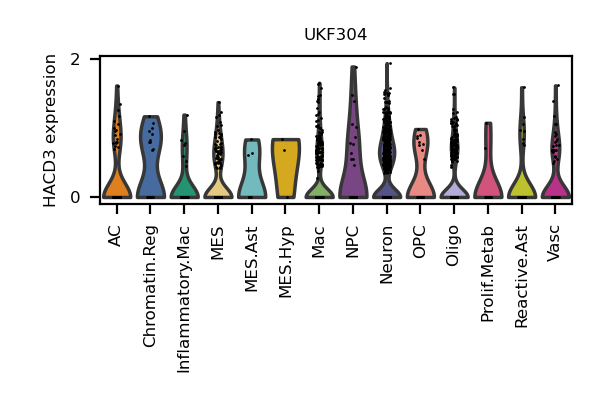 UKF304
HACD3 expression
2
0
AC
Chromatin.Reg
Inflammatory.Mac
MES
MES.Ast
MES.Hyp
Mac
NPC
Neuron
OPC
Oligo
Prolif.Metab
Reactive.Ast
Vasc